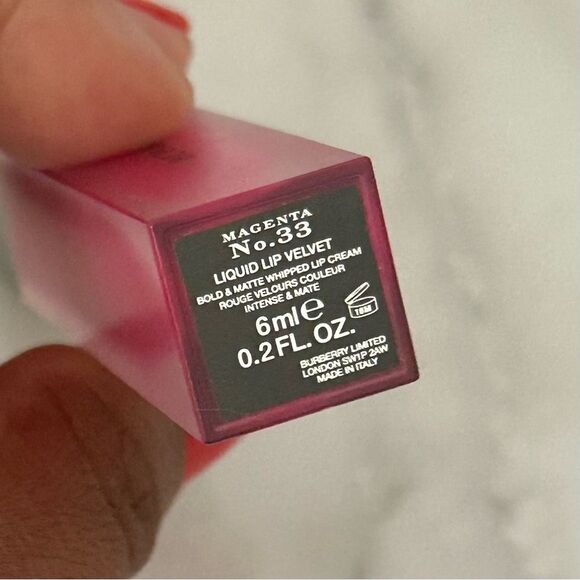 MAGENTA
No.33
LIQUID LIP VELVET
BOLD & MATTE WHIPPED LIP CREAM
ROUGE VELOURS COULEUR
INTENSE & MATE
6ml℮
0.2 FL. OZ.
18M
BURBERRY LIMITED
LONDON SW1P 2AW
MADE IN ITALY